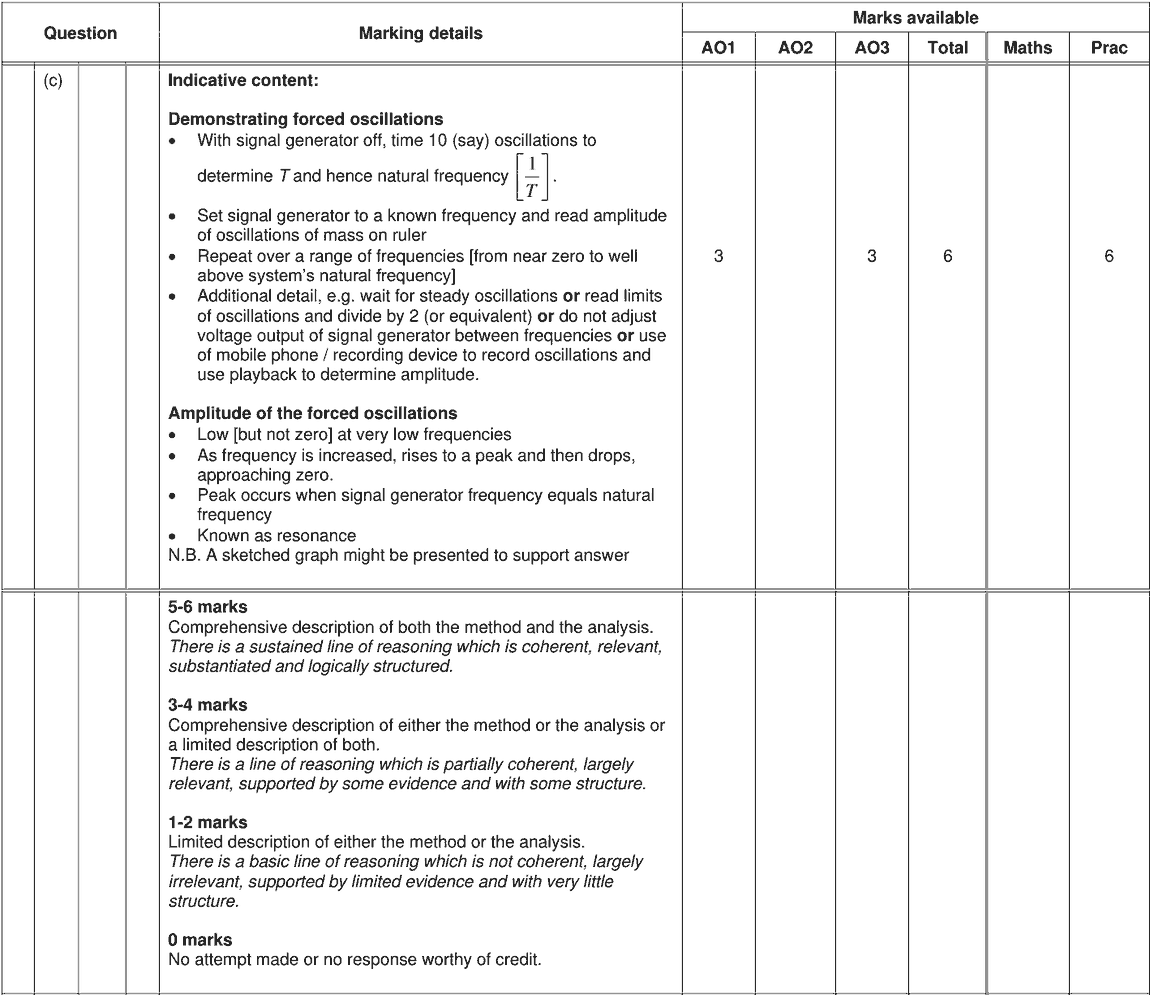 Question
Marking details
Marks available
AO1 AO2 AO3 Total Maths Prac
(c)
Indicative content:
Demonstrating forced oscillations
• With signal generator off, time 10 (say) oscillations to
determine T and hence natural frequency [1/T].
• Set signal generator to a known frequency and read amplitude
of oscillations of mass on ruler
• Repeat over a range of frequencies [from near zero to well
above system's natural frequency]
3 3 6 6
• Additional detail, e.g. wait for steady oscillations or read limits
of oscillations and divide by 2 (or equivalent) or do not adjust
voltage output of signal generator between frequencies or use
of mobile phone / recording device to record oscillations and
use playback to determine amplitude.
Amplitude of the forced oscillations
• Low [but not zero] at very low frequencies
• As frequency is increased, rises to a peak and then drops,
approaching zero.
• Peak occurs when signal generator frequency equals natural
frequency
• Known as resonance
N.B. A sketched graph might be presented to support answer
5-6 marks
Comprehensive description of both the method and the analysis.
There is a sustained line of reasoning which is coherent, relevant,
substantiated and logically structured.
3-4 marks
Comprehensive description of either the method or the analysis or
a limited description of both.
There is a line of reasoning which is partially coherent, largely
relevant, supported by some evidence and with some structure.
1-2 marks
Limited description of either the method or the analysis.
There is a basic line of reasoning which is not coherent, largely
irrelevant, supported by limited evidence and with very little
structure.
0 marks
No attempt made or no response worthy of credit.